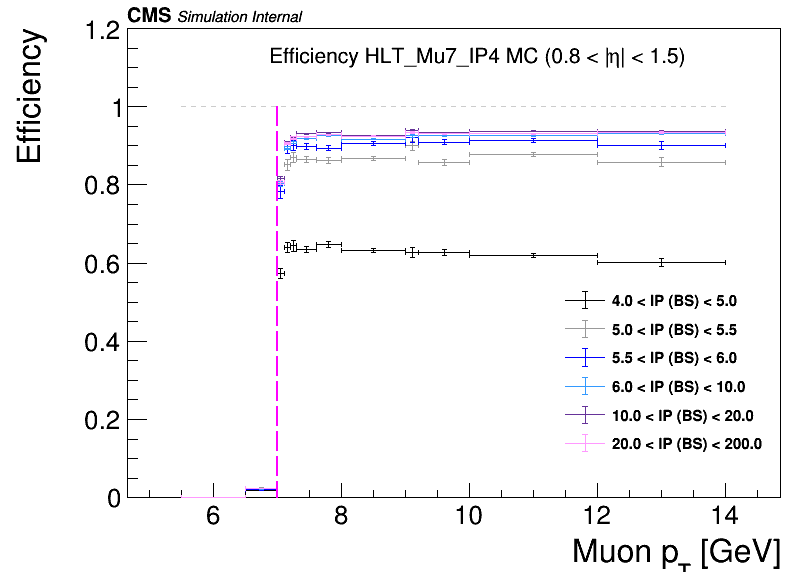 CMS Simulation Internal
Efficiency HLT_Mu7_IP4 MC (0.8 < |η| < 1.5)
Efficiency
1.2
1
0.8
0.6
0.4
0.2
0
4.0 < IP (BS) < 5.0
5.0 < IP (BS) < 5.5
5.5 < IP (BS) < 6.0
6.0 < IP (BS) < 10.0
10.0 < IP (BS) < 20.0
20.0 < IP (BS) < 200.0
6 8 10 12 14
Muon p_T [GeV]